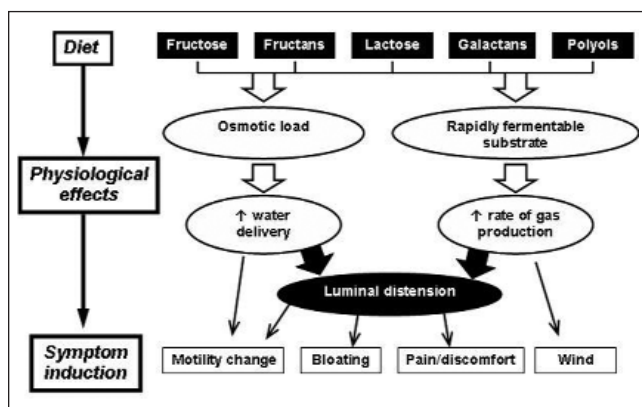 Diet
Fructose
Fructans
Lactose
Galactans
Polyols
Osmotic load
Rapidly fermentable
substrate
Physiological
effects
↑ water
delivery
↑ rate of gas
production
Luminal distension
Symptom
induction
Motility change
Bloating
Pain/discomfort
Wind